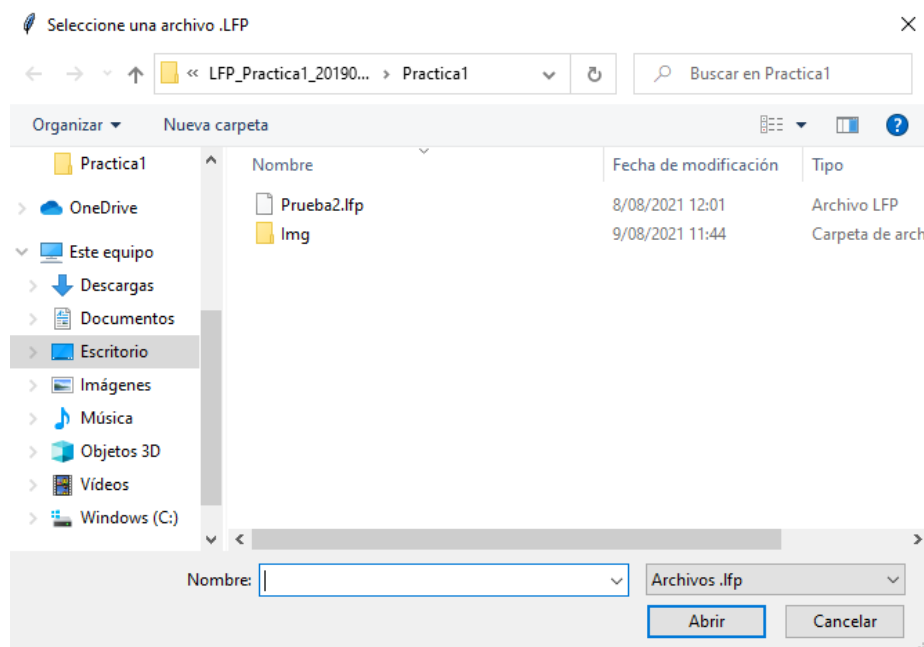 Seleccione una archivo .LFP
« LFP_Practica1_20190... › Practica1
Buscar en Practica1
Organizar
Nueva carpeta
Practica1
OneDrive
Este equipo
Descargas
Documentos
Escritorio
Imágenes
Música
Objetos 3D
Vídeos
Windows (C:)
Nombre Fecha de modificación Tipo
Prueba2.lfp 8/08/2021 12:01 Archivo LFP
Img 9/08/2021 11:44 Carpeta de arch
Nombre:
Archivos .lfp
Abrir
Cancelar